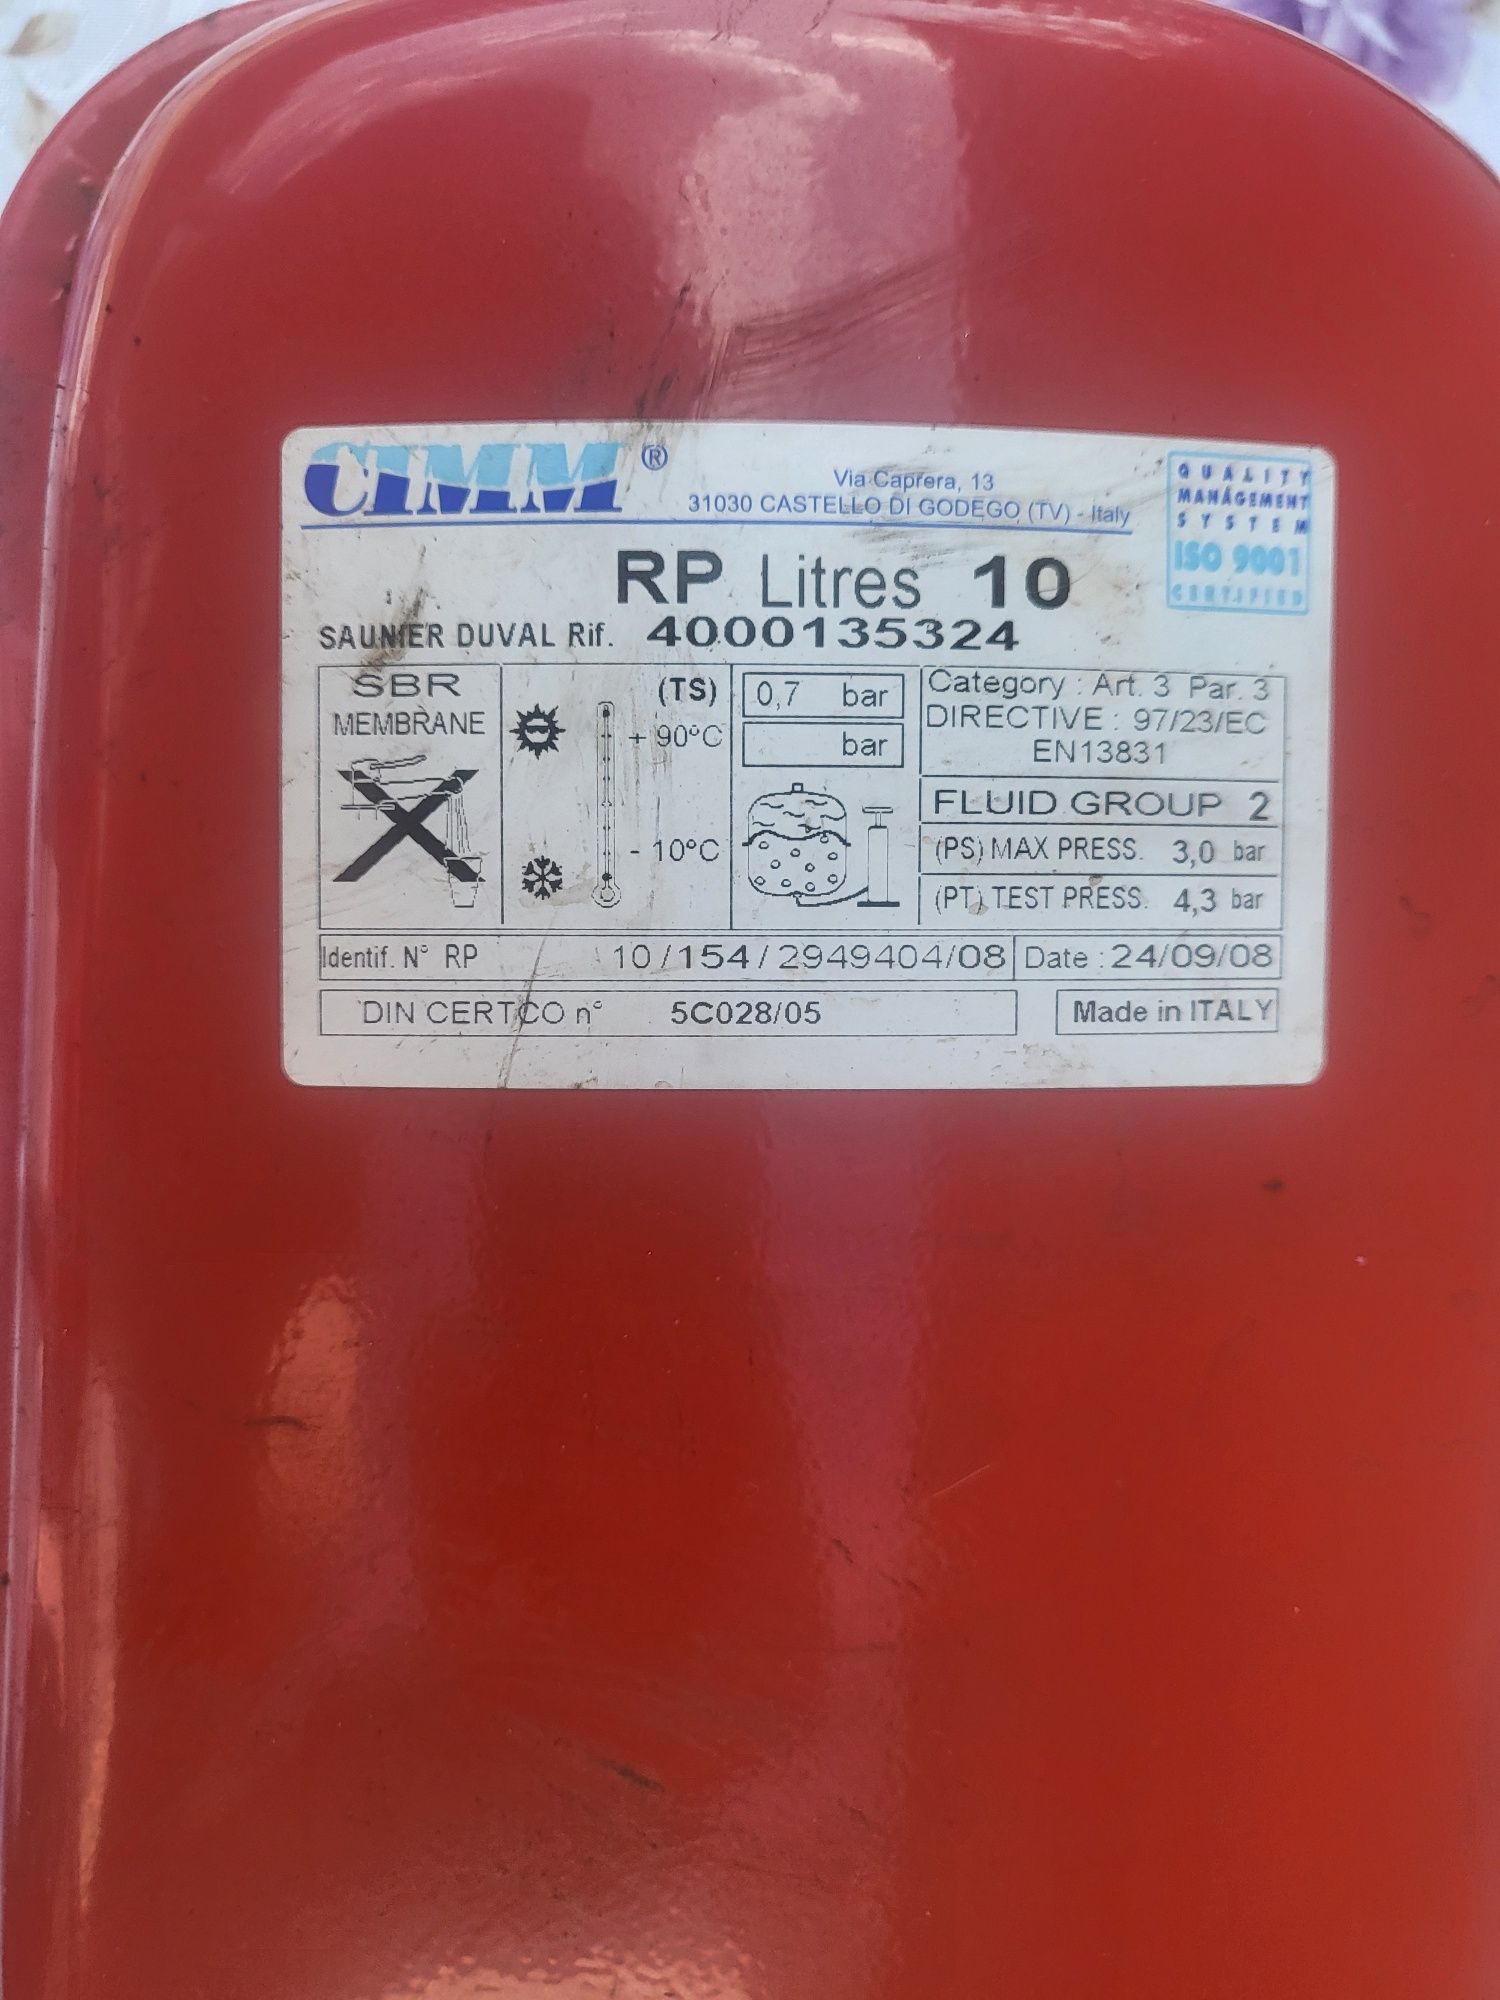 CIMM ®
Via Caprera, 13
31030 CASTELLO DI GODEGO (TV) - Italy
QUALITY
MANAGEMENT
SYSTEM
ISO 9001
CERTIFIED
RP Litres 10
SAUNIER DUVAL Rif. 4000135324
SBR
MEMBRANE
(TS)
+ 90°C
- 10°C
0,7 bar
bar
Category : Art. 3 Par. 3
DIRECTIVE : 97/23/EC
EN13831
FLUID GROUP 2
(PS) MAX PRESS. 3,0 bar
(PT) TEST PRESS. 4,3 bar
Identif. N° RP 10/154/2949404/08
Date : 24/09/08
DIN CERTCO n° 5C028/05
Made in ITALY